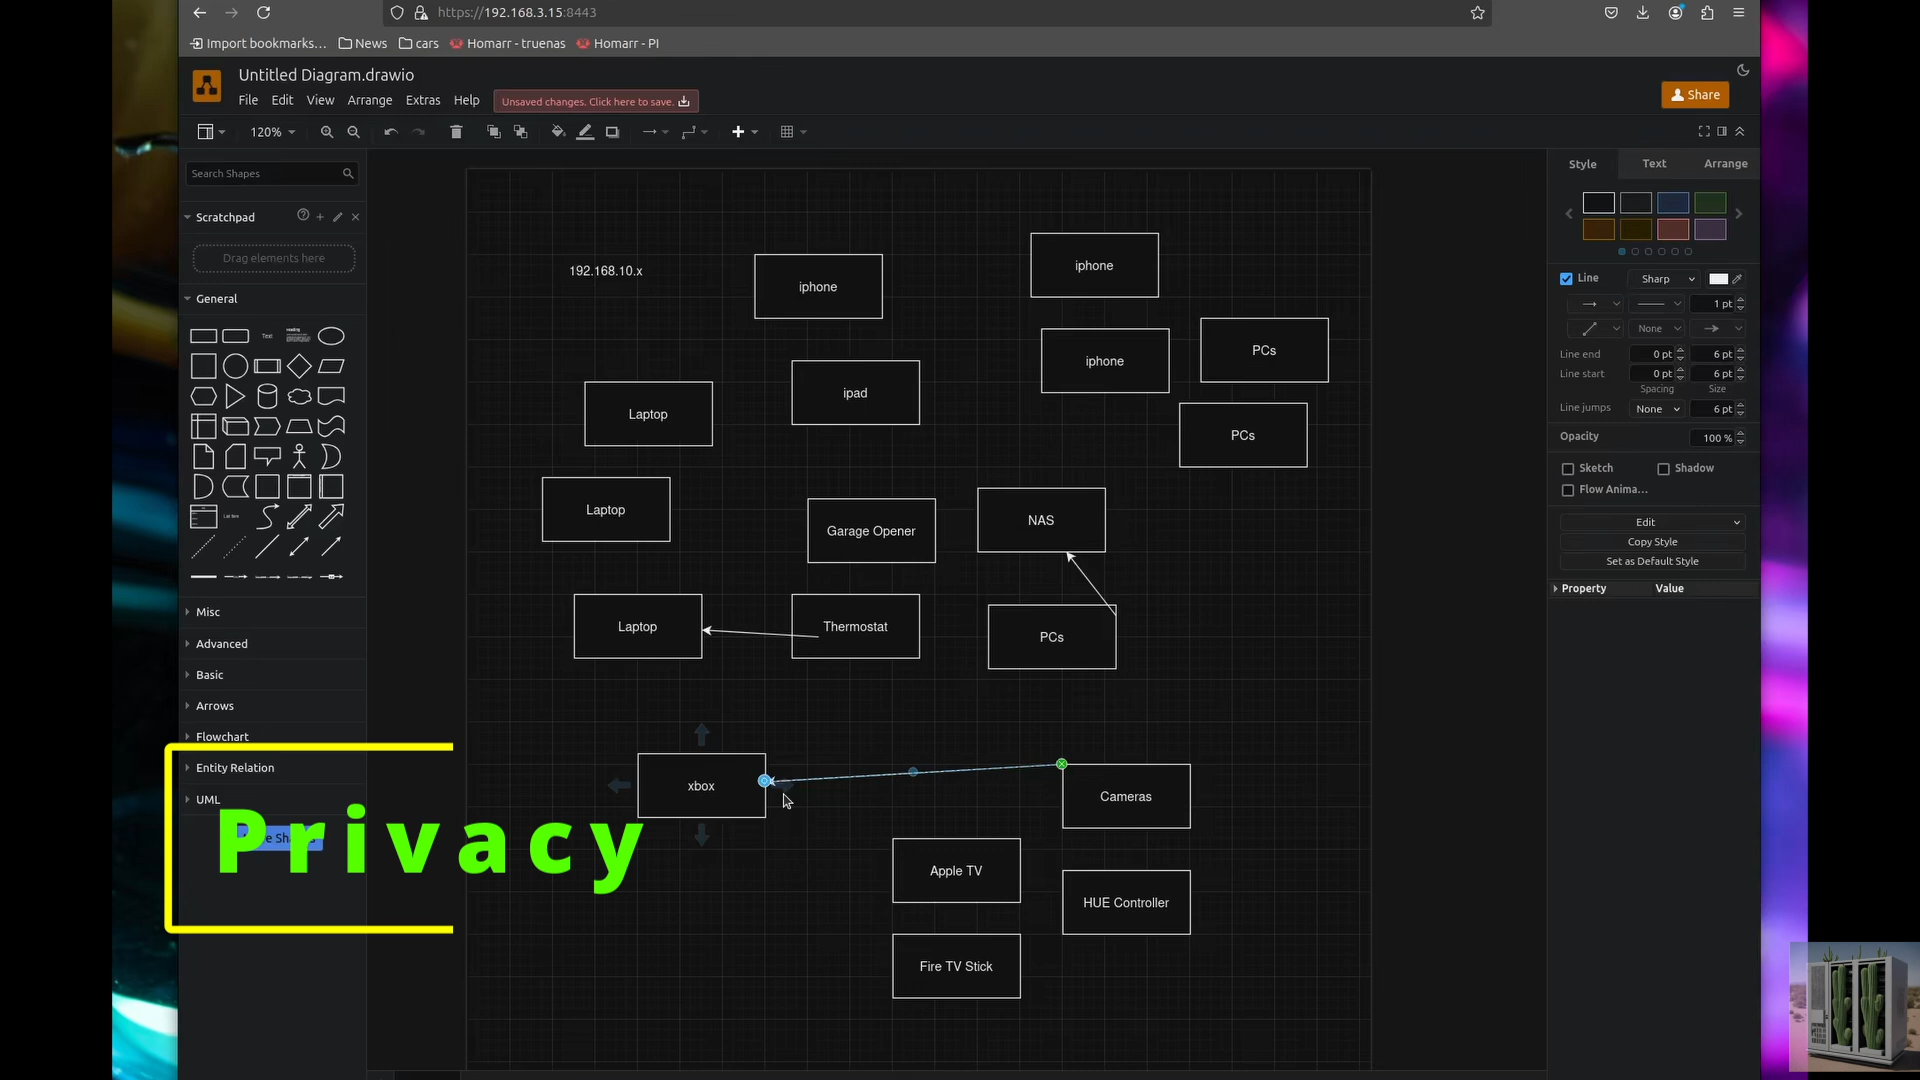 https://192.168.3.15:8443
Import bookmarks...
News
cars
Homarr - truenas
Homarr - PI
Untitled Diagram.drawio
File
Edit
View
Arrange
Extras
Help
Unsaved changes. Click here to save.
Share
120%
Search Shapes
Scratchpad
Drag elements here
General
Text
Heading
List Item
Misc
Advanced
Basic
Arrows
Flowchart
Entity Relation
UML
Privacy
192.168.10.x
iphone
iphone
iphone
PCs
ipad
PCs
Laptop
Laptop
Garage Opener
NAS
Laptop
Thermostat
PCs
xbox
Cameras
Apple TV
HUE Controller
Fire TV Stick
Style
Text
Arrange
Line
Sharp
1 pt
None
Line end
0 pt
6 pt
Line start
0 pt
6 pt
Spacing
Size
Line jumps
None
6 pt
Opacity
100 %
Sketch
Shadow
Flow Anima...
Edit
Copy Style
Set as Default Style
Property
Value